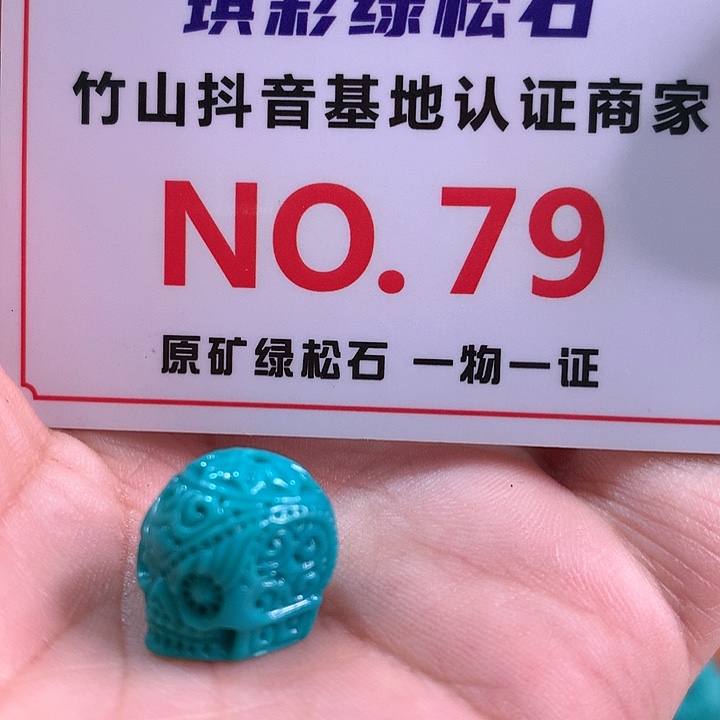 琪彩绿松石
竹山抖音基地认证商家
NO.79
原矿绿松石 一物一证